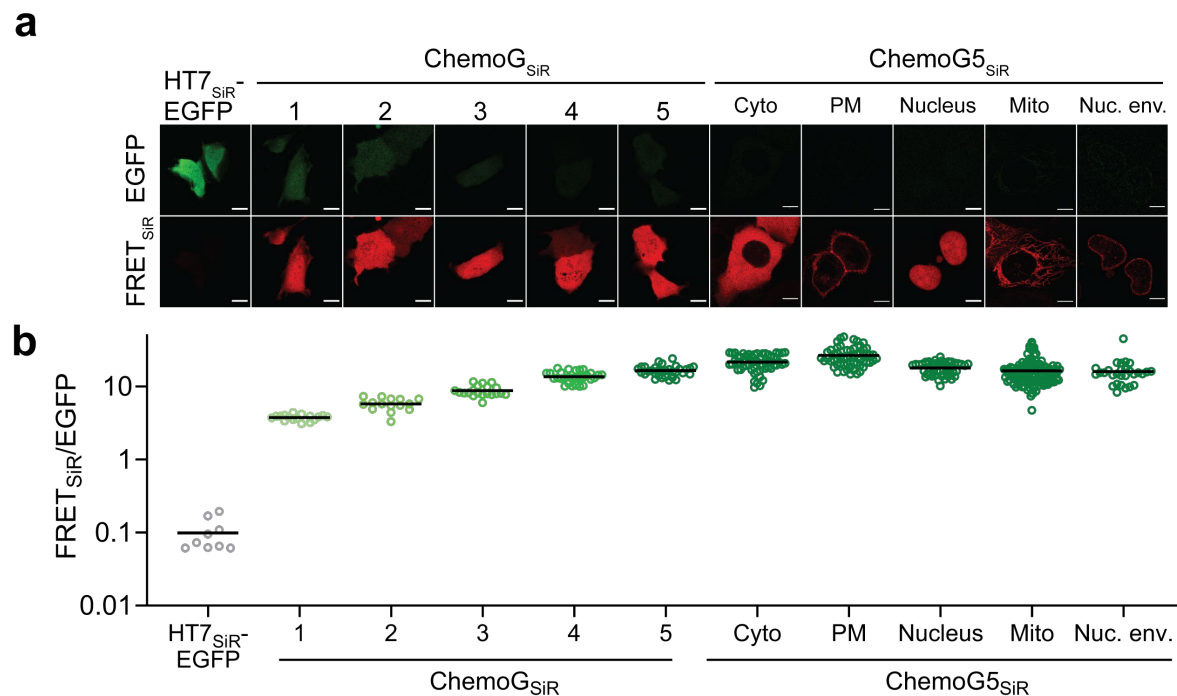 a
ChemoGSiR
ChemoG5SiR
HT7SiR-
EGFP
1 2 3 4 5 Cyto PM Nucleus Mito Nuc. env.
EGFP
FRETSiR
b
FRETSiR/EGFP
10
1
0.1
0.01
HT7SiR-
EGFP
1 2 3 4 5 Cyto PM Nucleus Mito Nuc. env.
ChemoGSiR
ChemoG5SiR